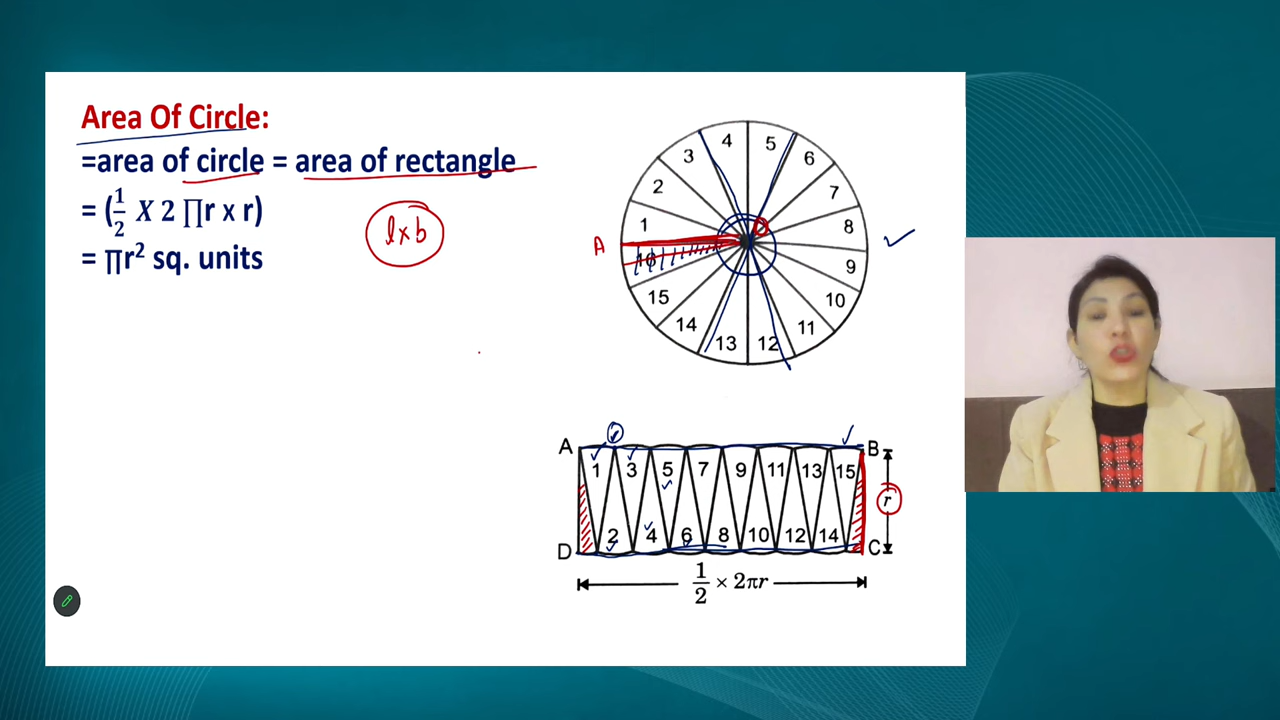 Area Of Circle:
=area of circle = area of rectangle
= (1/2 X 2 ∏r x r)
l x b
= ∏r² sq. units
4 5
3 6
2 7
1 8
A O
16 9
15 10
14 11
13 12
A B
1 3 5 7 9 11 13 15
r
2 4 6 8 10 12 14
D C
1/2 × 2πr